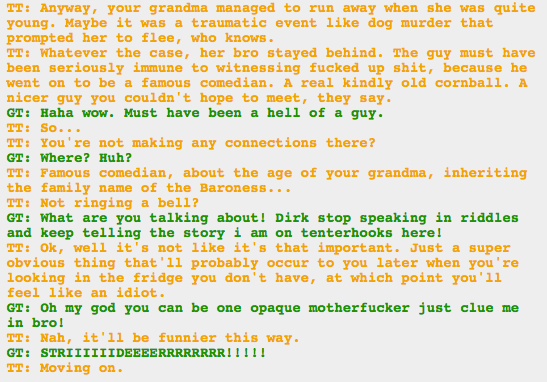 TT: Anyway, your grandma managed to run away when she was quite
young. Maybe it was a traumatic event like dog murder that
prompted her to flee, who knows.
TT: Whatever the case, her bro stayed behind. The guy must have
been seriously immune to witnessing fucked up shit, because he
went on to be a famous comedian. A real kindly old cornball. A
nicer guy you couldn't hope to meet, they say.
GT: Haha wow. Must have been a hell of a guy.
TT: So...
TT: You're not making any connections there?
GT: Where? Huh?
TT: Famous comedian, about the age of your grandma, inheriting
the family name of the Baroness...
TT: Not ringing a bell?
GT: What are you talking about! Dirk stop speaking in riddles
and keep telling the story i am on tenterhooks here!
TT: Ok, well it's not like it's that important. Just a super
obvious thing that'll probably occur to you later when you're
looking in the fridge you don't have, at which point you'll
feel like an idiot.
GT: Oh my god you can be one opaque motherfucker just clue me
in bro!
TT: Nah, it'll be funnier this way.
GT: STRIIIIIIDEEEERRRRRRRR!!!!!
TT: Moving on.